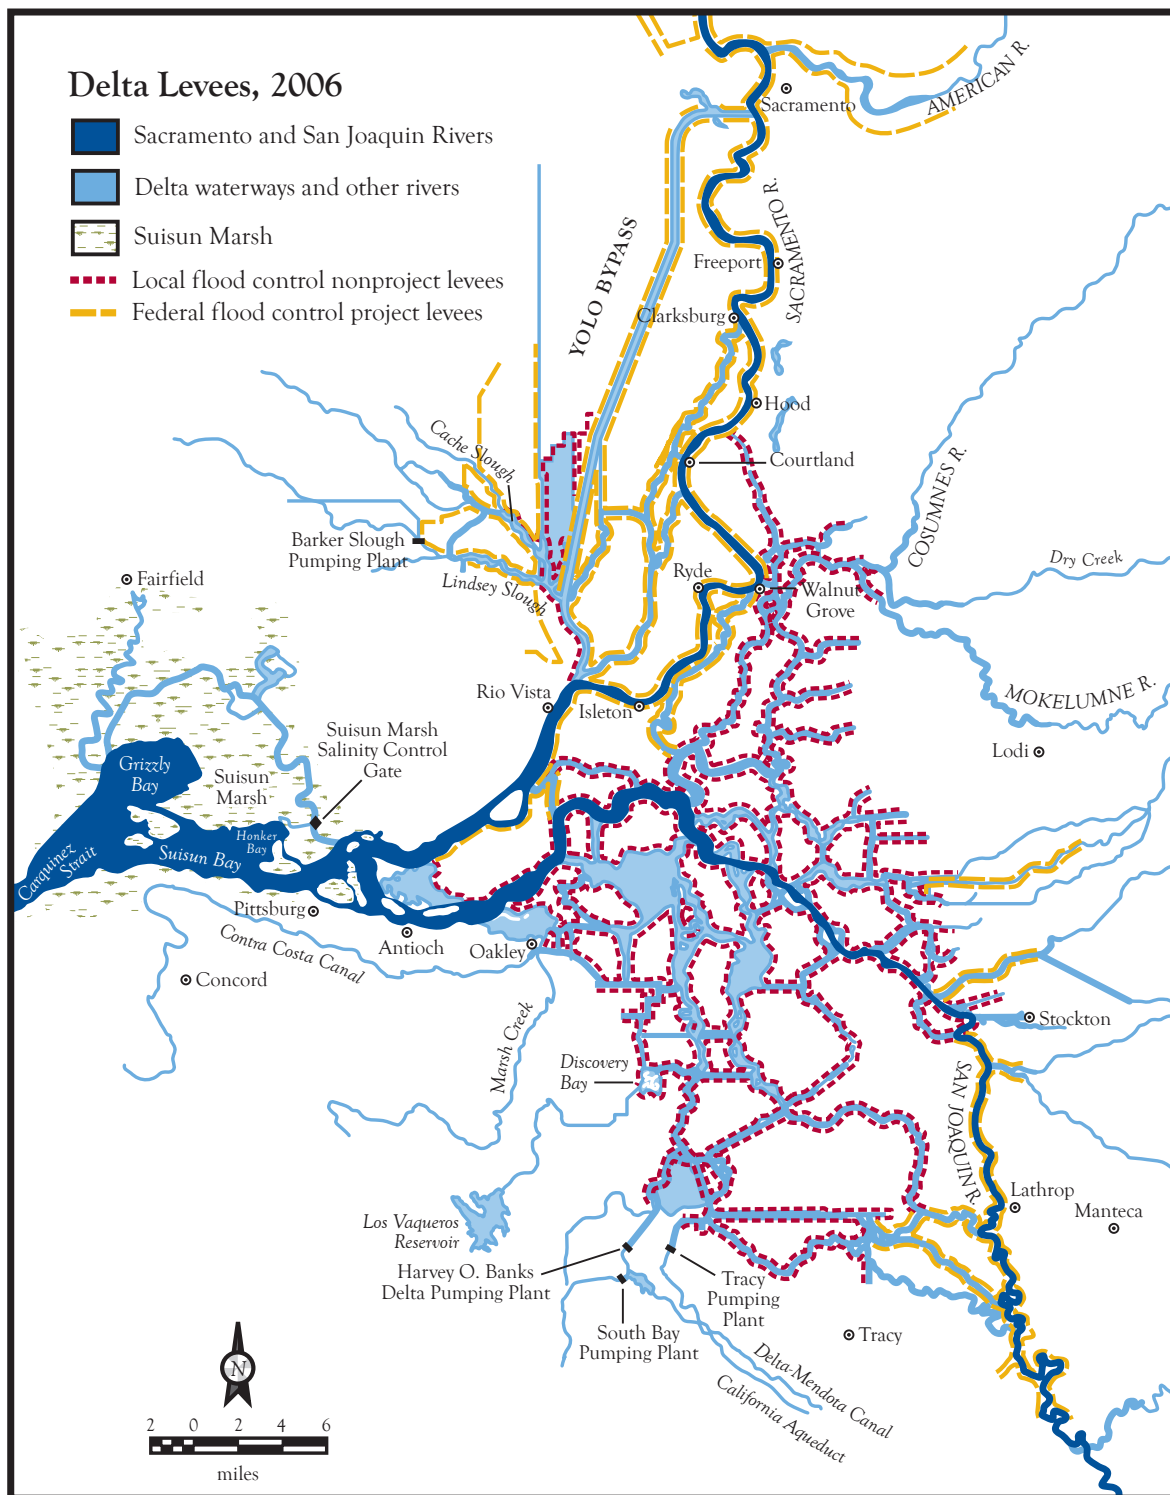 Delta Levees, 2006
Sacramento and San Joaquin Rivers
Delta waterways and other rivers
Suisun Marsh
Local flood control nonproject levees
Federal flood control project levees
AMERICAN R.
Sacramento
SACRAMENTO R.
YOLO BYPASS
Freeport
Clarksburg
Hood
Cache Slough
Courtland
COSUMNES R.
Barker Slough
Pumping Plant
Dry Creek
Fairfield
Lindsey Slough
Ryde
Walnut
Grove
MOKELUMNE R.
Rio Vista
Isleton
Suisun Marsh
Salinity Control
Gate
Lodi
Grizzly
Bay
Suisun
Marsh
Honker
Bay
Suisun Bay
Carquinez
Strait
Pittsburg
Antioch
Oakley
Contra Costa Canal
Concord
Marsh Creek
Stockton
Discovery
Bay
SAN JOAQUIN R.
Lathrop
Manteca
Los Vaqueros
Reservoir
Harvey O. Banks
Delta Pumping Plant
Tracy
Pumping
Plant
South Bay
Pumping Plant
Tracy
Delta-Mendota Canal
California Aqueduct
N
2 0 2 4 6
miles